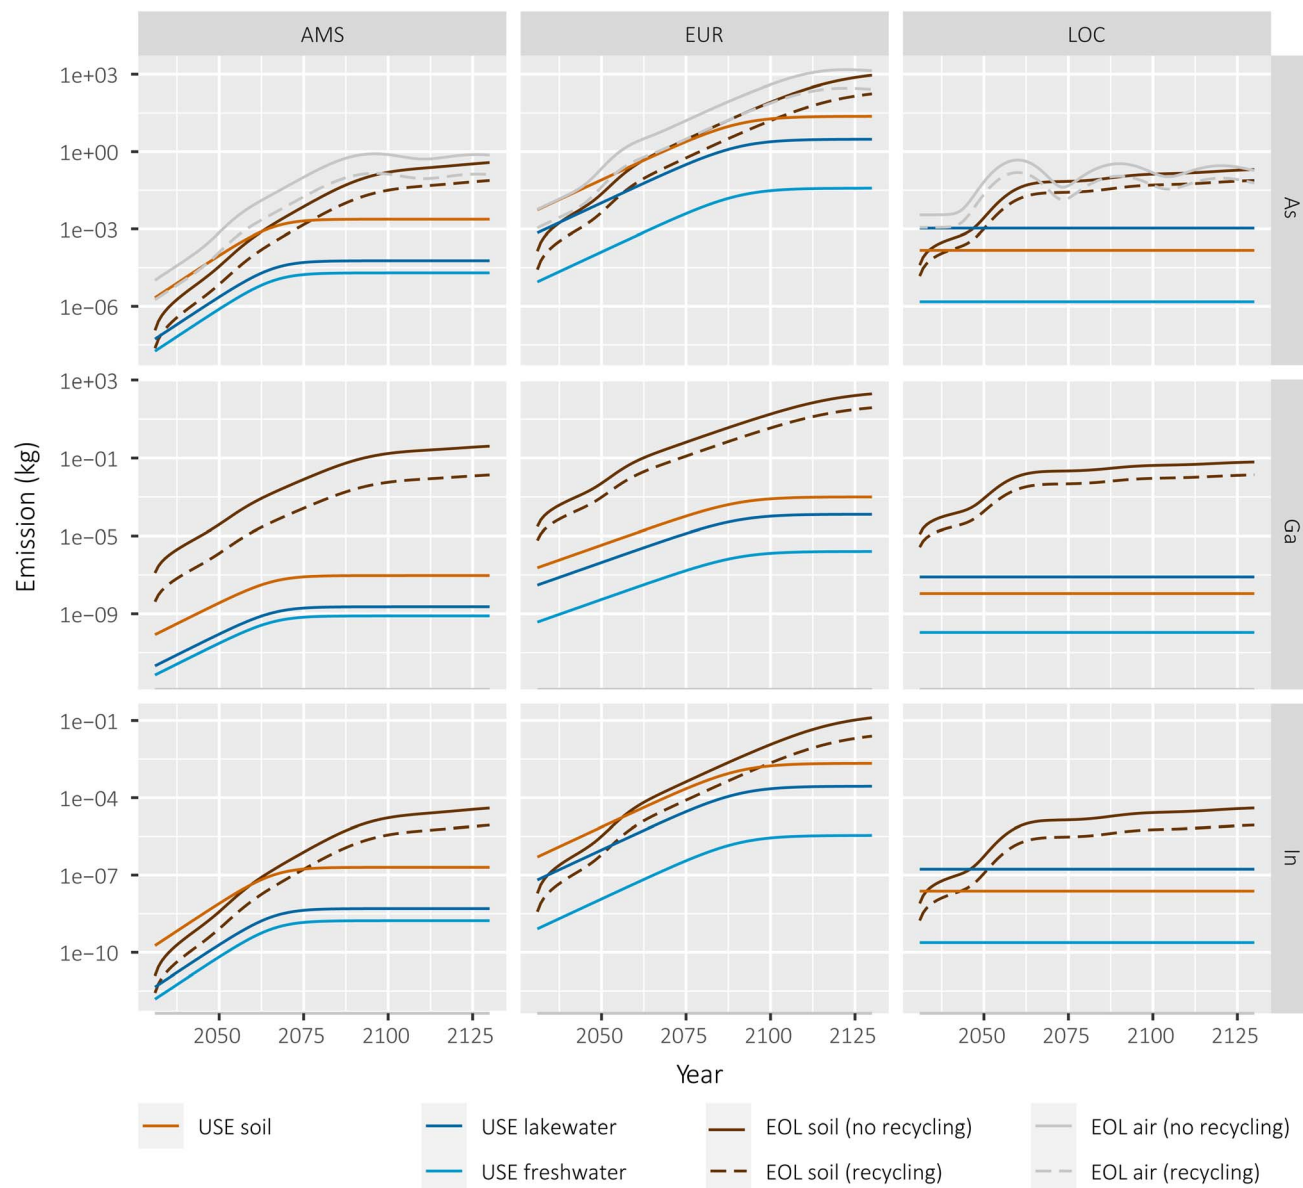 AMS EUR LOC
1e+03
1e+00
1e−03
1e−06
As
1e+03
1e−01
1e−05
1e−09
Ga
1e−01
1e−04
1e−07
1e−10
In
Emission (kg)
2050 2075 2100 2125 2050 2075 2100 2125 2050 2075 2100 2125
Year
USE soil USE lakewater EOL soil (no recycling) EOL air (no recycling)
USE freshwater EOL soil (recycling) EOL air (recycling)